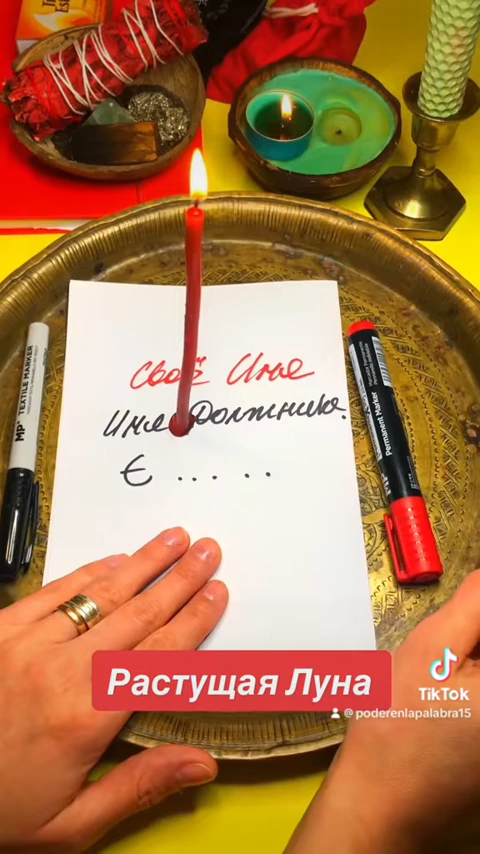 MP
TEXTILE MARKER
Permanent Marker
Своё Имя
Имя Должника.
Є ... ..
Растущая Луна
TikTok
@poderenlapalabra15